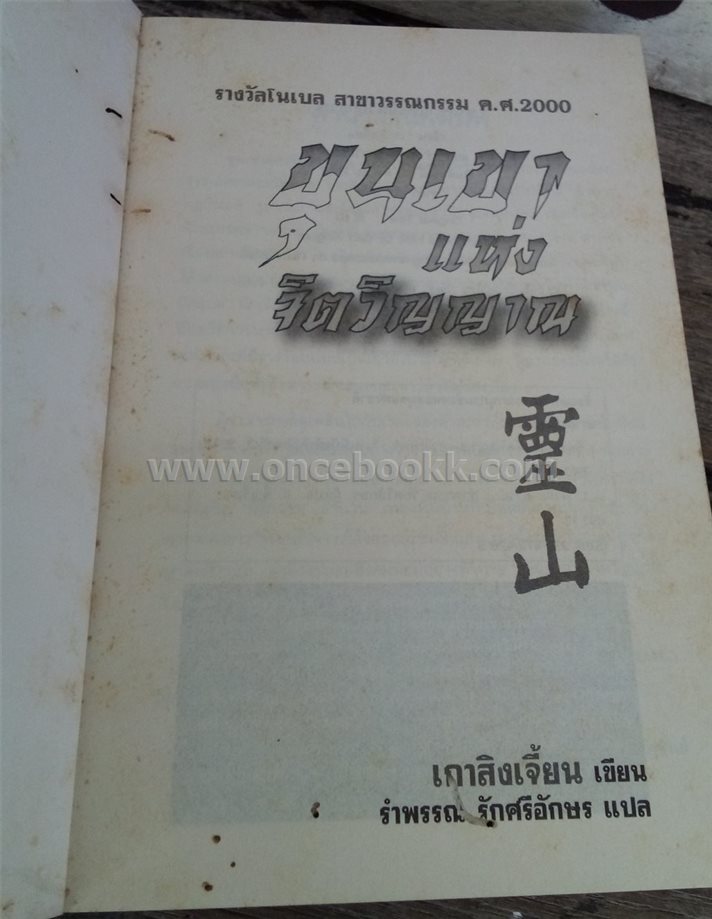 รางวัลโนเบล สาขาวรรณกรรม ค.ศ.2000
ขุนเขา
แห่ง
จิตวิญญาณ
靈
山
www.oncebookk.com
เกาสิงเจี้ยน เขียน
รำพรรณ รักศรีอักษร แปล